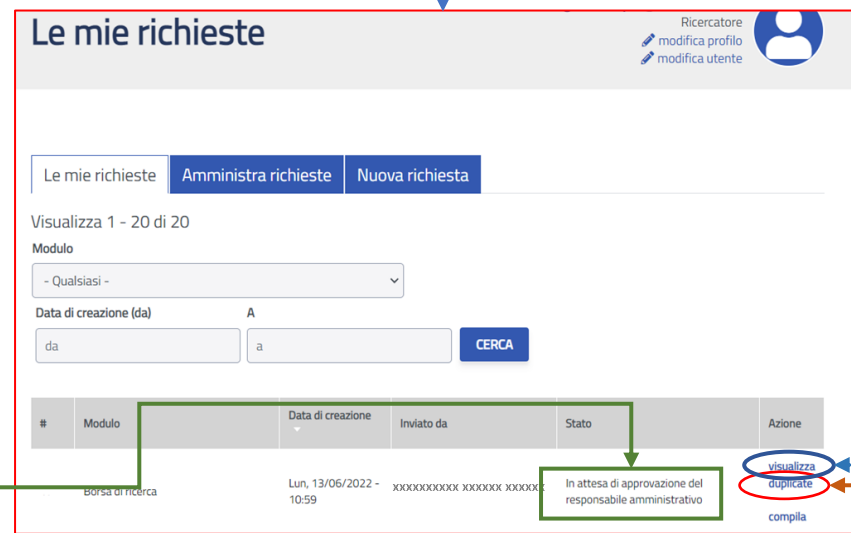 Le mie richieste
Ricercatore
modifica profilo
modifica utente
Le mie richieste Amministra richieste Nuova richiesta
Visualizza 1 - 20 di 20
Modulo
- Qualsiasi -
Data di creazione (da) A
da a CERCA
# Modulo Data di creazione Inviato da Stato Azione
visualizza
Borsa di ricerca Lun, 13/06/2022 - xxxxxxxxxx xxxxxx xxxxxx In attesa di approvazione del duplicate
10:59 responsabile amministrativo
compila